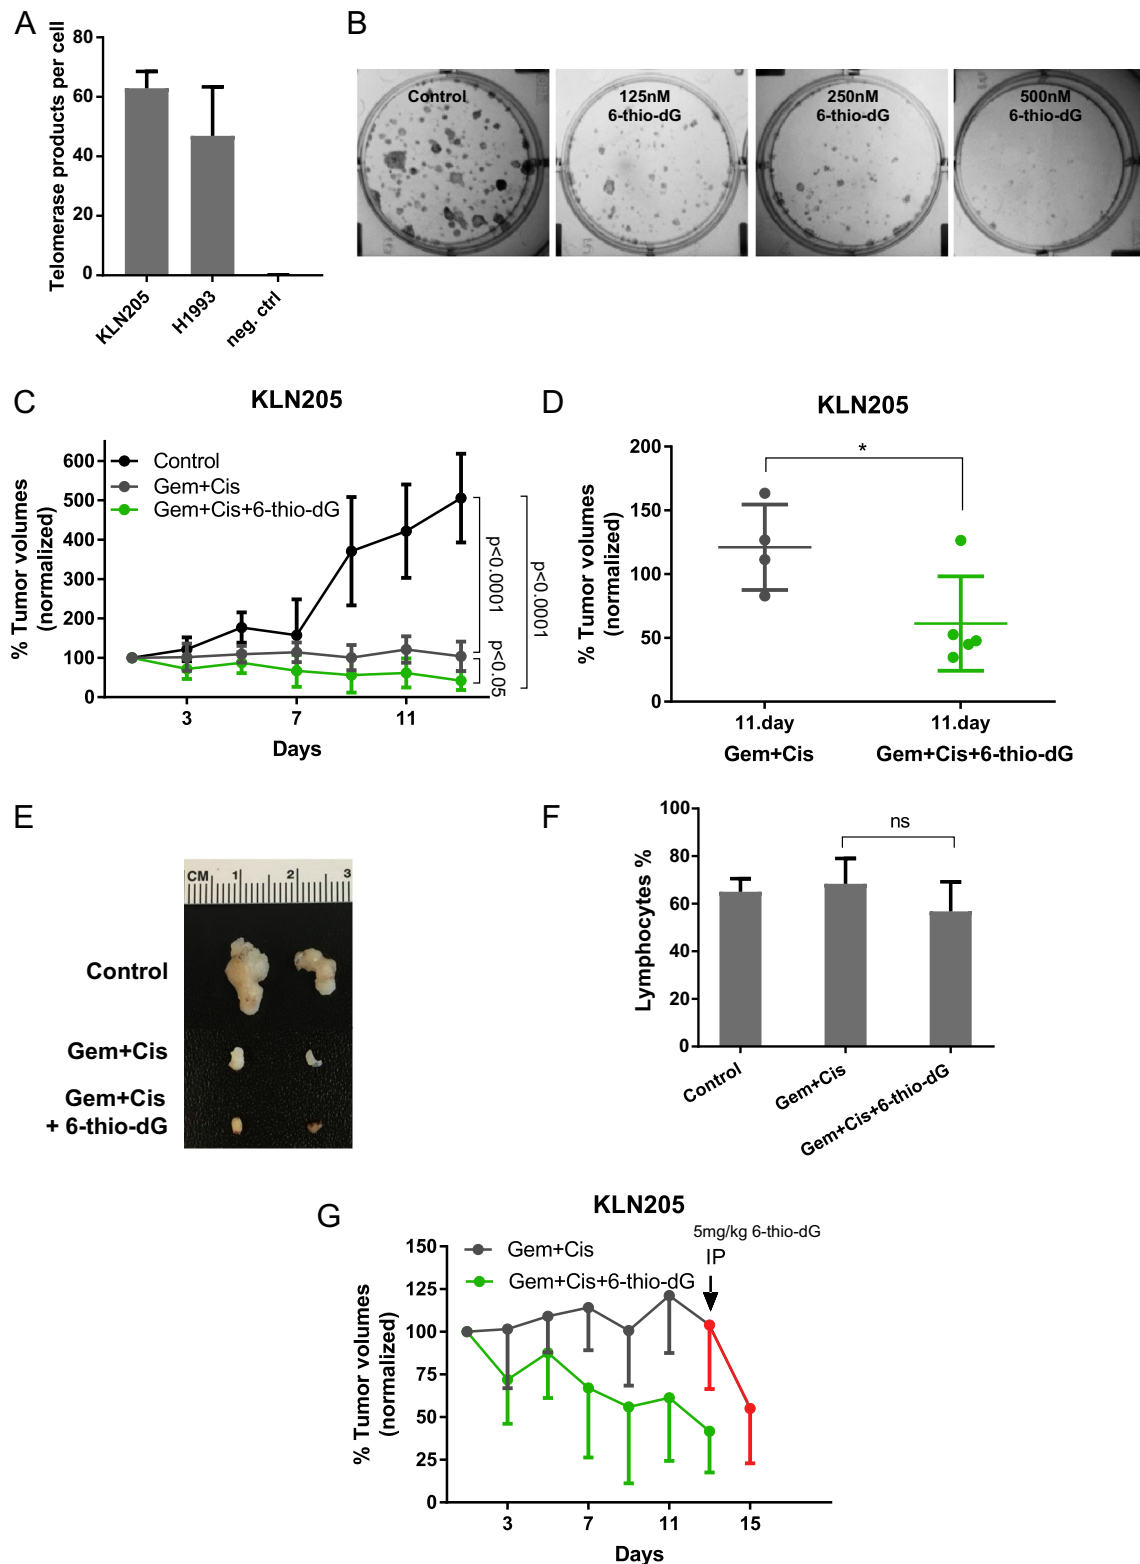 A
Telomerase products per cell
80
60
40
20
0
KLN205
H1993
neg. ctrl
B
Control
125nM
6-thio-dG
250nM
6-thio-dG
500nM
6-thio-dG
C
KLN205
% Tumor volumes
(normalized)
600
500
400
300
200
100
0
Control
Gem+Cis
Gem+Cis+6-thio-dG
p<0.0001
p<0.05
p<0.0001
3
7
11
Days
D
KLN205
% Tumor volumes
(normalized)
200
150
100
50
0
*
11.day
11.day
Gem+Cis
Gem+Cis+6-thio-dG
E
CM 1 2 3
Control
Gem+Cis
Gem+Cis
+ 6-thio-dG
F
Lymphocytes %
100
80
60
40
20
0
ns
Control
Gem+Cis
Gem+Cis+6-thio-dG
G
KLN205
5mg/kg 6-thio-dG
IP
% Tumor volumes
(normalized)
150
125
100
75
50
25
0
Gem+Cis
Gem+Cis+6-thio-dG
3
7
11
15
Days